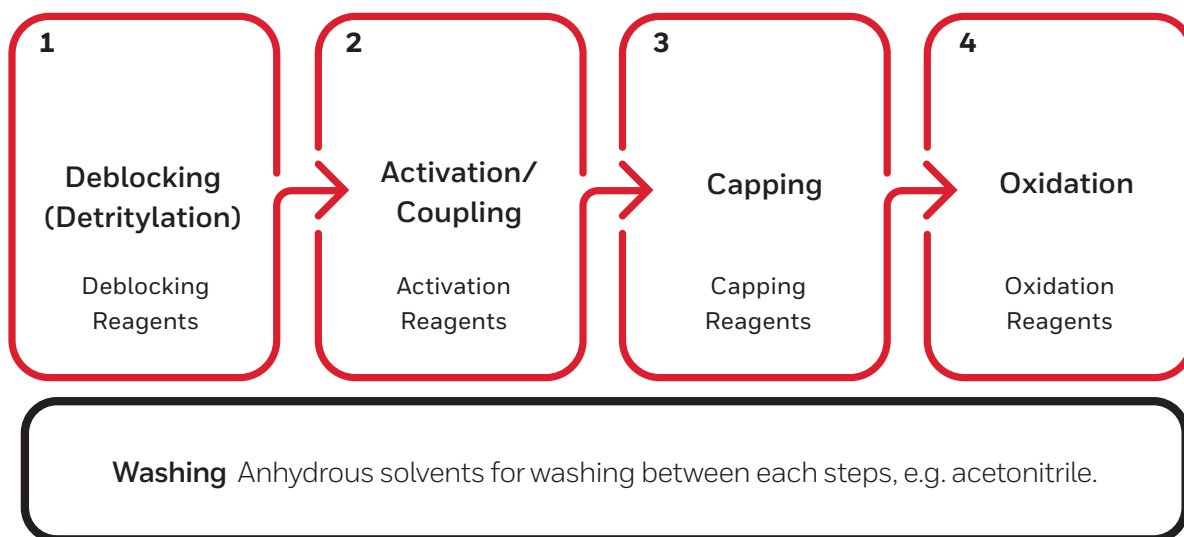 1
Deblocking
(Detritylation)
Deblocking
Reagents
2
Activation/
Coupling
Activation
Reagents
3
Capping
Capping
Reagents
4
Oxidation
Oxidation
Reagents
Washing Anhydrous solvents for washing between each steps, e.g. acetonitrile.